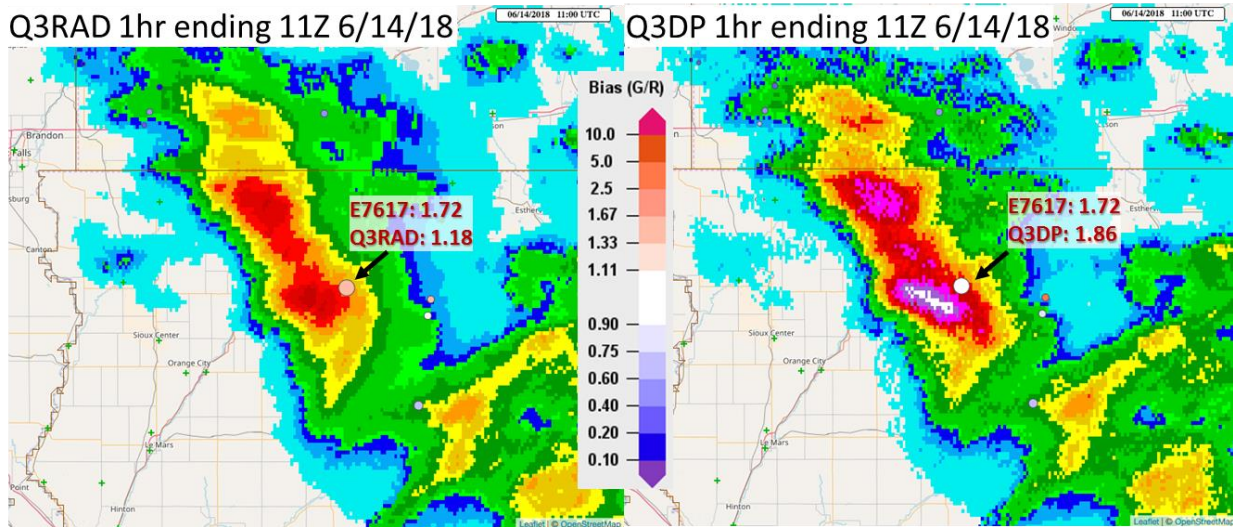 Q3RAD 1hr ending 11Z 6/14/18
06/14/2018 11:00 UTC
Brandon
Falls
Canton
Estherv
E7617: 1.72
Q3RAD: 1.18
Sioux Center
Orange City
Le Mars
Point
Hinton
Leaflet | © OpenStreetMap
Bias (G/R)
10.0
5.0
2.5
1.67
1.33
1.11
0.90
0.75
0.60
0.40
0.20
0.10
Q3DP 1hr ending 11Z 6/14/18
06/14/2018 11:00 UTC
Windo
Estherv
E7617: 1.72
Q3DP: 1.86
Sioux Center
Orange City
Le Mars
Hinton
Leaflet | © OpenStreetMap